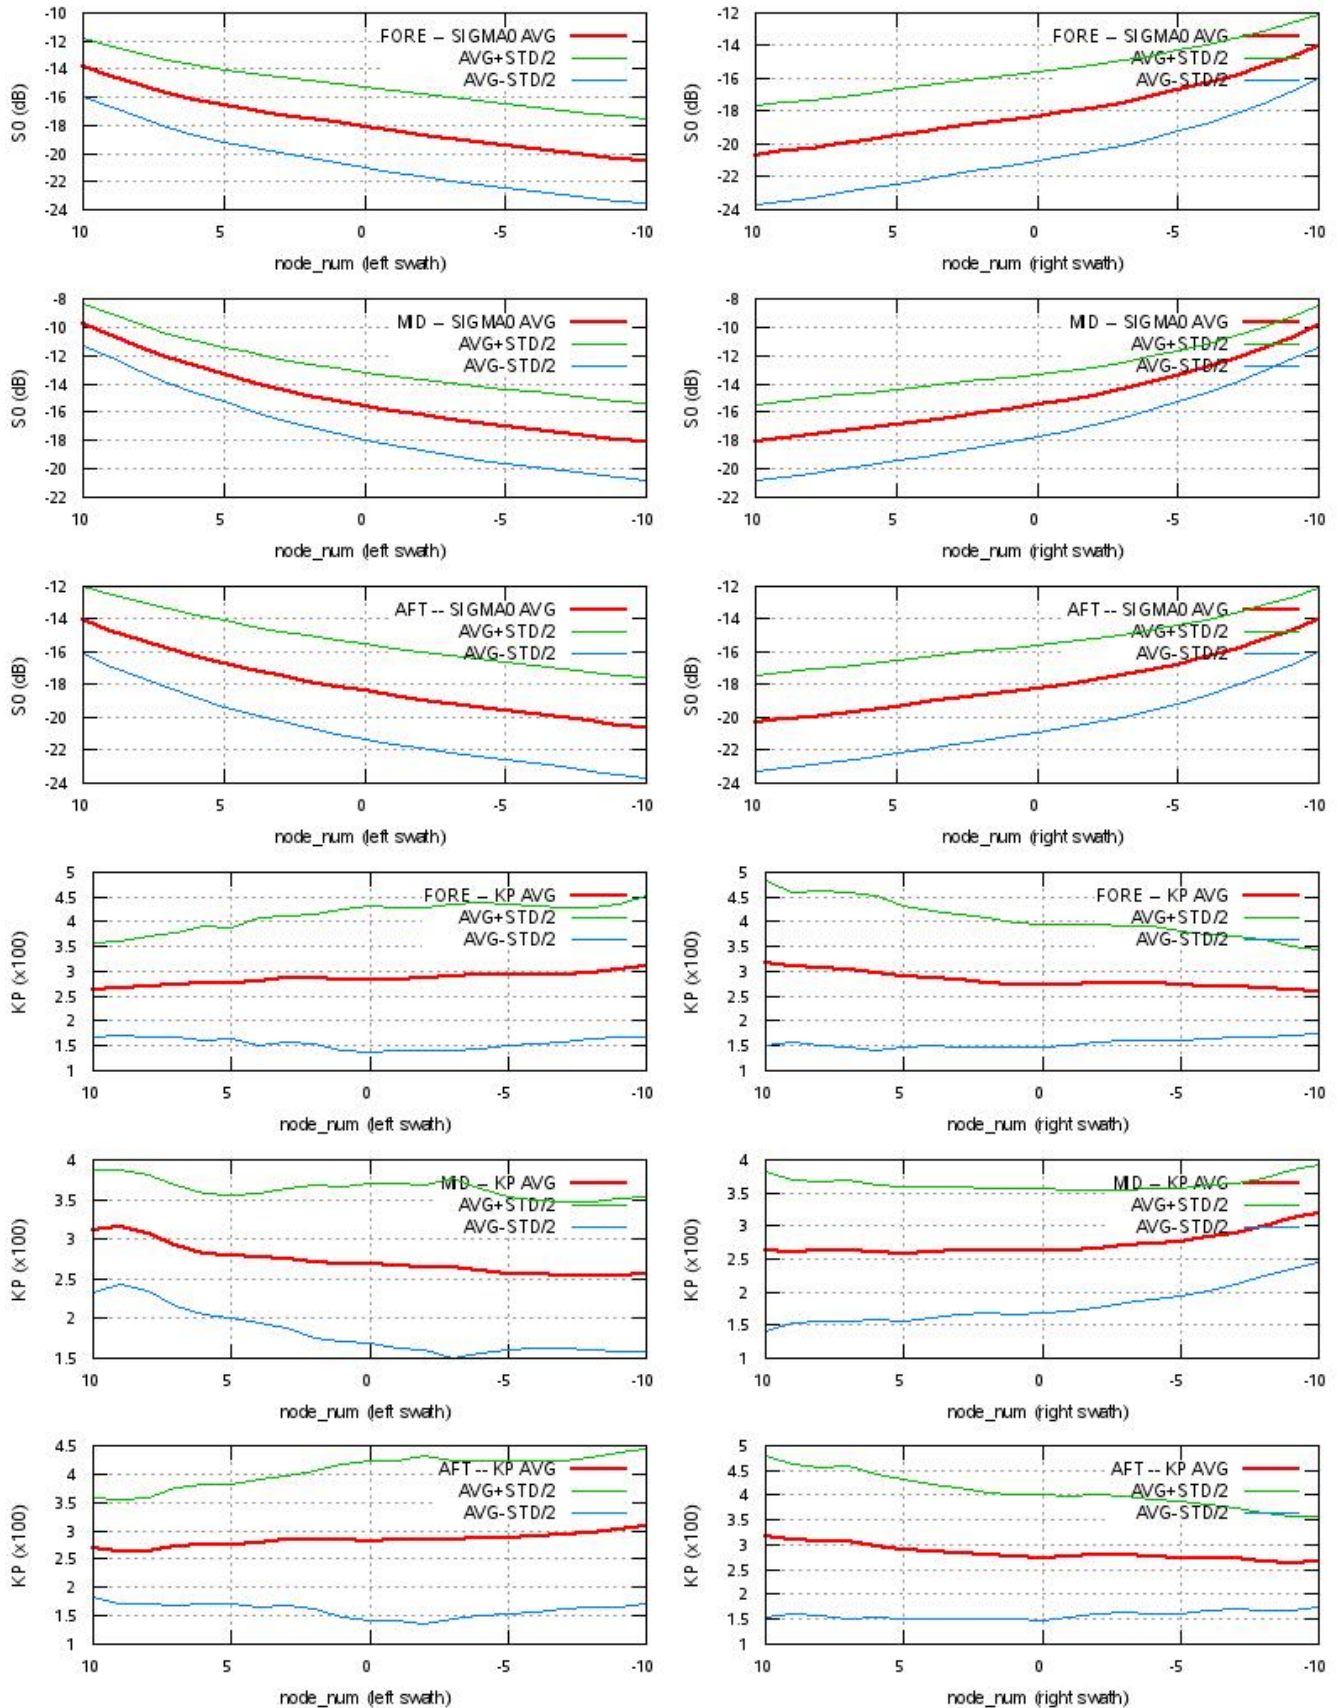 FORE -- SIGMA0 AVG
AVG+STD/2
AVG-STD/2
S0 (dB)
-10
-12
-14
-16
-18
-20
-22
-24
10 5 0 -5 -10
node_num (left swath)
FORE -- SIGMA0 AVG
AVG+STD/2
AVG-STD/2
S0 (dB)
-12
-14
-16
-18
-20
-22
-24
10 5 0 -5 -10
node_num (right swath)
MID -- SIGMA0 AVG
AVG+STD/2
AVG-STD/2
S0 (dB)
-8
-10
-12
-14
-16
-18
-20
-22
10 5 0 -5 -10
node_num (left swath)
MID -- SIGMA0 AVG
AVG+STD/2
AVG-STD/2
S0 (dB)
-8
-10
-12
-14
-16
-18
-20
-22
10 5 0 -5 -10
node_num (right swath)
AFT -- SIGMA0 AVG
AVG+STD/2
AVG-STD/2
S0 (dB)
-12
-14
-16
-18
-20
-22
-24
10 5 0 -5 -10
node_num (left swath)
AFT -- SIGMA0 AVG
AVG+STD/2
AVG-STD/2
S0 (dB)
-12
-14
-16
-18
-20
-22
-24
10 5 0 -5 -10
node_num (right swath)
FORE -- KP AVG
AVG+STD/2
AVG-STD/2
KP (x100)
5
4.5
4
3.5
3
2.5
2
1.5
1
10 5 0 -5 -10
node_num (left swath)
FORE -- KP AVG
AVG+STD/2
AVG-STD/2
KP (x100)
5
4.5
4
3.5
3
2.5
2
1.5
1
10 5 0 -5 -10
node_num (right swath)
MID -- KP AVG
AVG+STD/2
AVG-STD/2
KP (x100)
4
3.5
3
2.5
2
1.5
10 5 0 -5 -10
node_num (left swath)
MID -- KP AVG
AVG+STD/2
AVG-STD/2
KP (x100)
4
3.5
3
2.5
2
1.5
1
10 5 0 -5 -10
node_num (right swath)
AFT -- KP AVG
AVG+STD/2
AVG-STD/2
KP (x100)
4.5
4
3.5
3
2.5
2
1.5
1
10 5 0 -5 -10
node_num (left swath)
AFT -- KP AVG
AVG+STD/2
AVG-STD/2
KP (x100)
5
4.5
4
3.5
3
2.5
2
1.5
1
10 5 0 -5 -10
node_num (right swath)